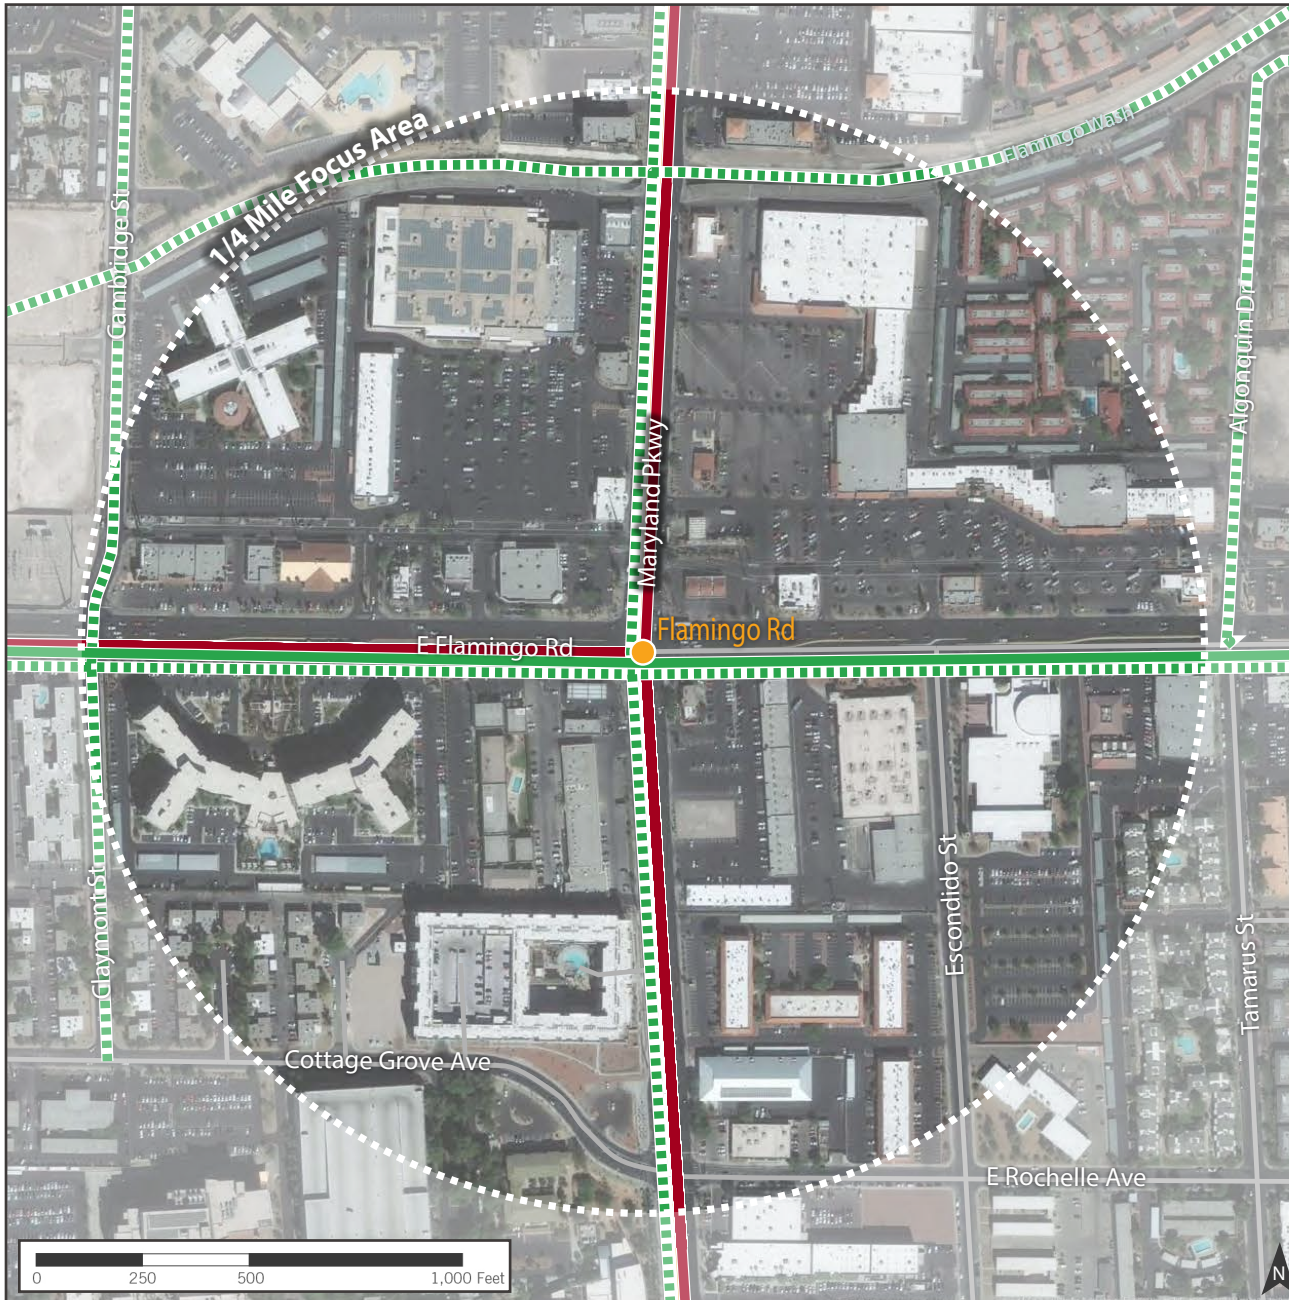 1/4 Mile Focus Area
Flamingo Wash
Cambridge St
Algonquin Dr
Maryland Pkwy
Flamingo Rd
E Flamingo Rd
Claymont St
Escondido St
Tamarus St
Cottage Grove Ave
E Rochelle Ave
0 250 500 1,000 Feet
N